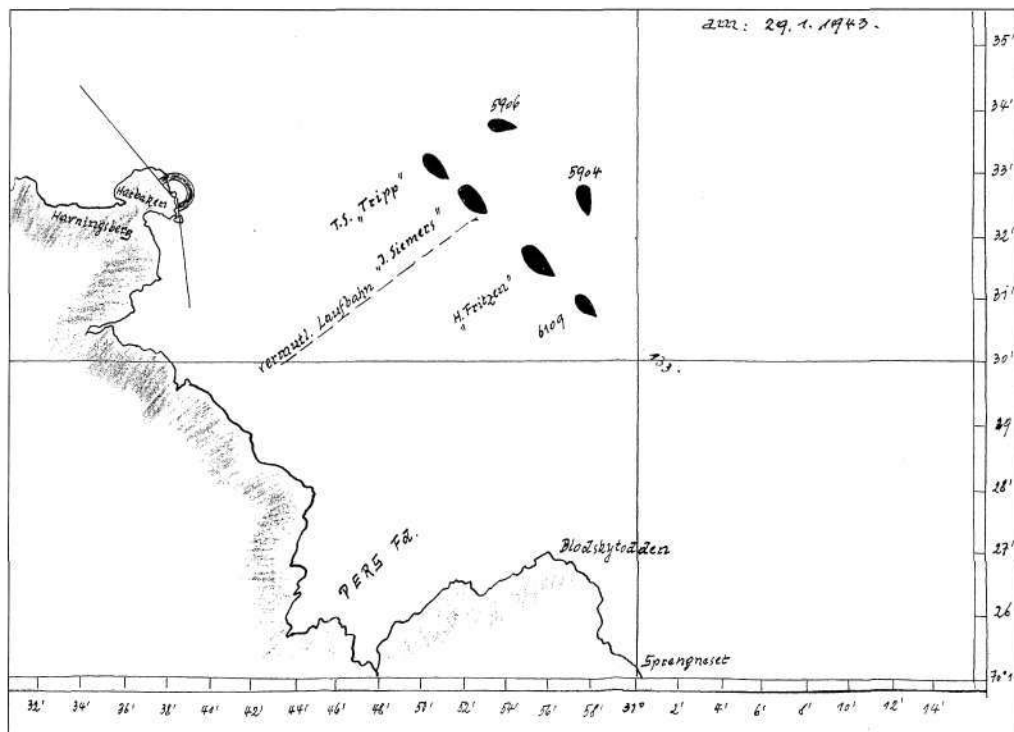 am: 29.1.1943.
35'
5906
34'
T.S. „Tripp"
33'
5904
Harbaken
Harningsberg
„J. Siemers"
32'
vermutl. Laufbahn
„H. Fritzen"
31'
6109
30'
29
28'
PERS Fd.
27'
Blodskytodden
26
Sprengneset
70°
32' 34' 36' 38' 40' 42' 44' 46' 48' 50' 52' 54' 56' 58' 31° 2' 4' 6' 8' 10' 12' 14'